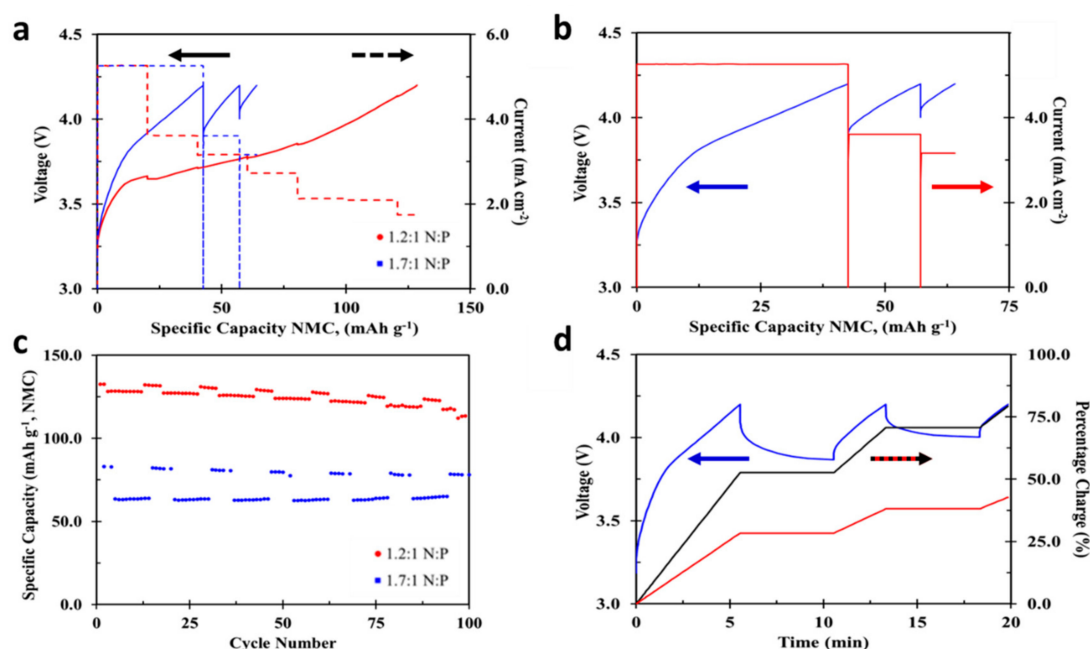 a
4.5
4.0
3.5
3.0
Voltage (V)
6.0
4.0
2.0
0.0
Current (mA cm-2)
1.2:1 N:P
1.7:1 N:P
0
50
100
150
Specific Capacity NMC, (mAh g-1)
b
4.5
4.0
3.5
3.0
Voltage (V)
6.0
4.0
2.0
0.0
Current (mA cm-2)
0
25
50
75
Specific Capacity NMC, (mAh g-1)
c
150.0
100.0
50.0
0.0
Specific Capacity (mAh g-1, NMC)
1.2:1 N:P
1.7:1 N:P
0
25
50
75
100
Cycle Number
d
4.5
4.0
3.5
3.0
Voltage (V)
100.0
75.0
50.0
25.0
0.0
Percentage Charge (%)
0
5
10
15
20
Time (min)